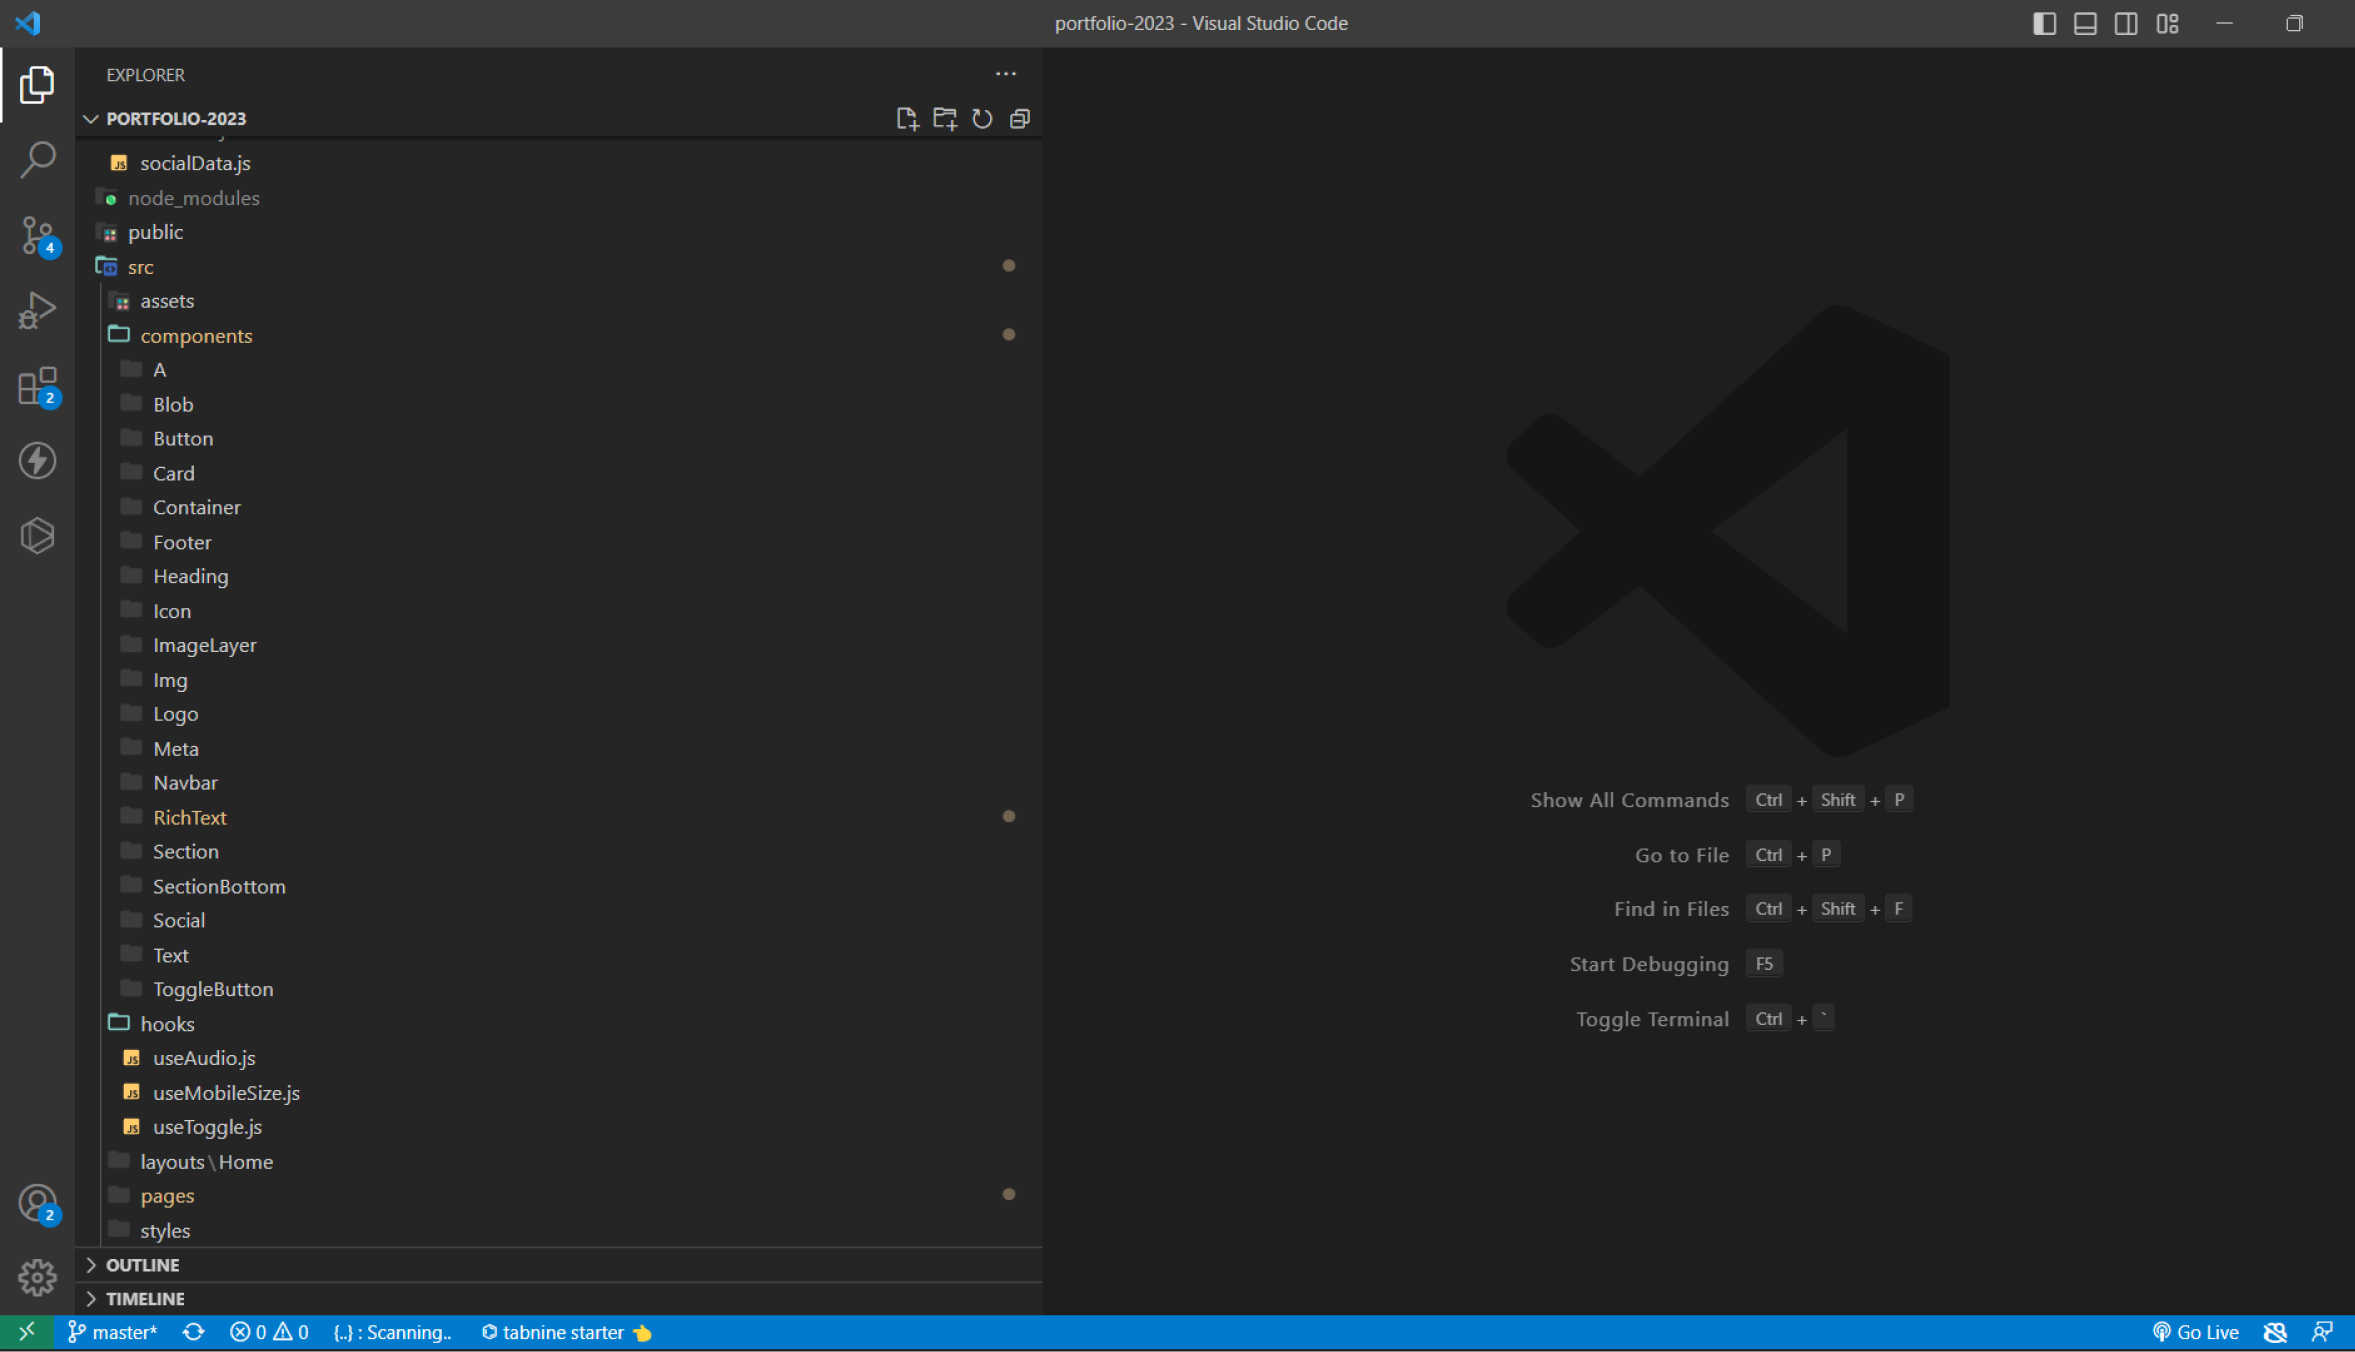 portfolio-2023 - Visual Studio Code
EXPLORER
PORTFOLIO-2023
socialData.js
node_modules
public
src
assets
components
A
Blob
Button
Card
Container
Footer
Heading
Icon
ImageLayer
Img
Logo
Meta
Navbar
RichText
Section
SectionBottom
Social
Text
ToggleButton
hooks
useAudio.js
useMobileSize.js
useToggle.js
layouts\Home
pages
styles
OUTLINE
TIMELINE
4
2
2
Show All Commands Ctrl + Shift + P
Go to File Ctrl + P
Find in Files Ctrl + Shift + F
Start Debugging F5
Toggle Terminal Ctrl + `
master* 0 0 {..} : Scanning.. tabnine starter 👈 Go Live